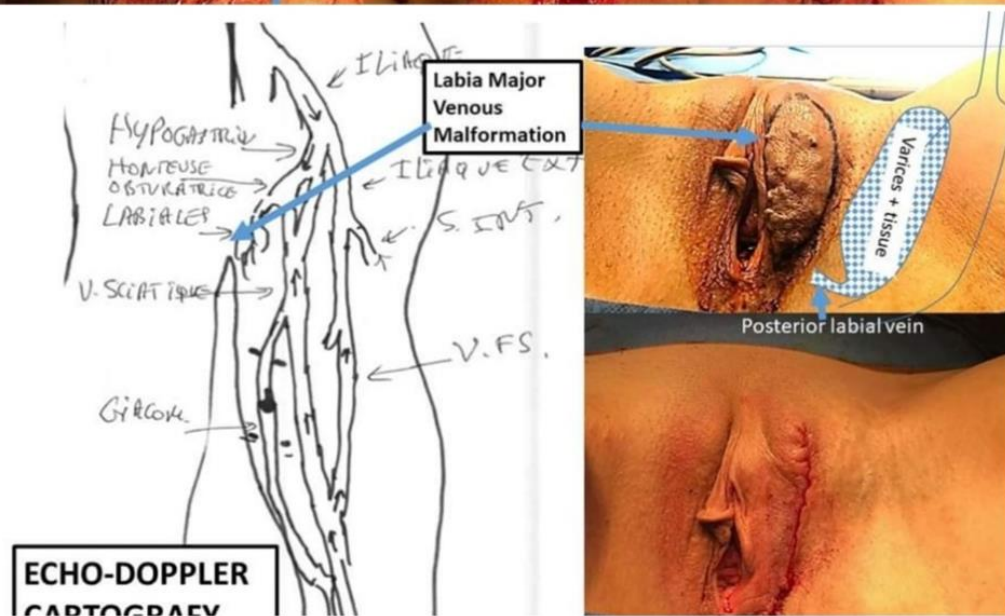 ILIAQUE
Labia Major
Venous
Malformation
HYPOGASTRIQUE
HONTEUSE
OBTURATRICE
LABIALES
ILIAQUE EXT
S. INT.
V. SCIATIQUE
V. FS.
Giacom.
Varices + tissue
Posterior labial vein
ECHO-DOPPLER
CARTOGRAFY